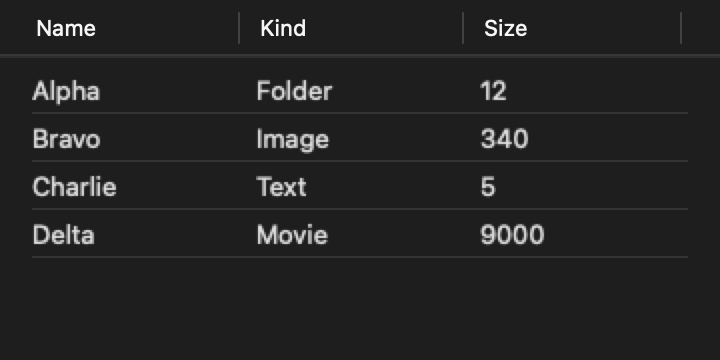 Name Kind Size
Alpha Folder 12
Bravo Image 340
Charlie Text 5
Delta Movie 9000